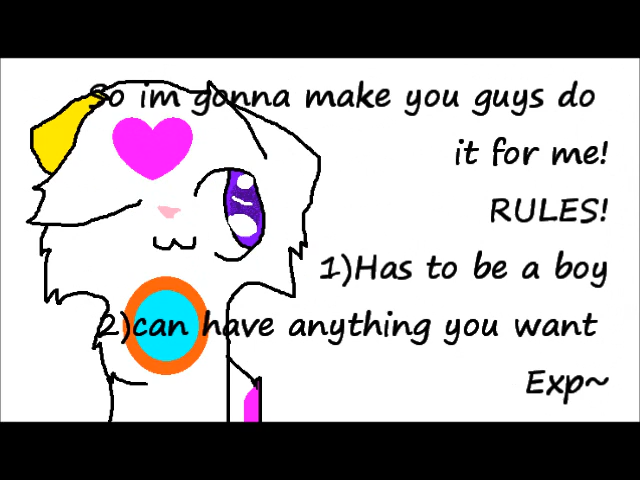 So im gonna make you guys do
it for me!
RULES!
1)Has to be a boy
2)can have anything you want
Exp~